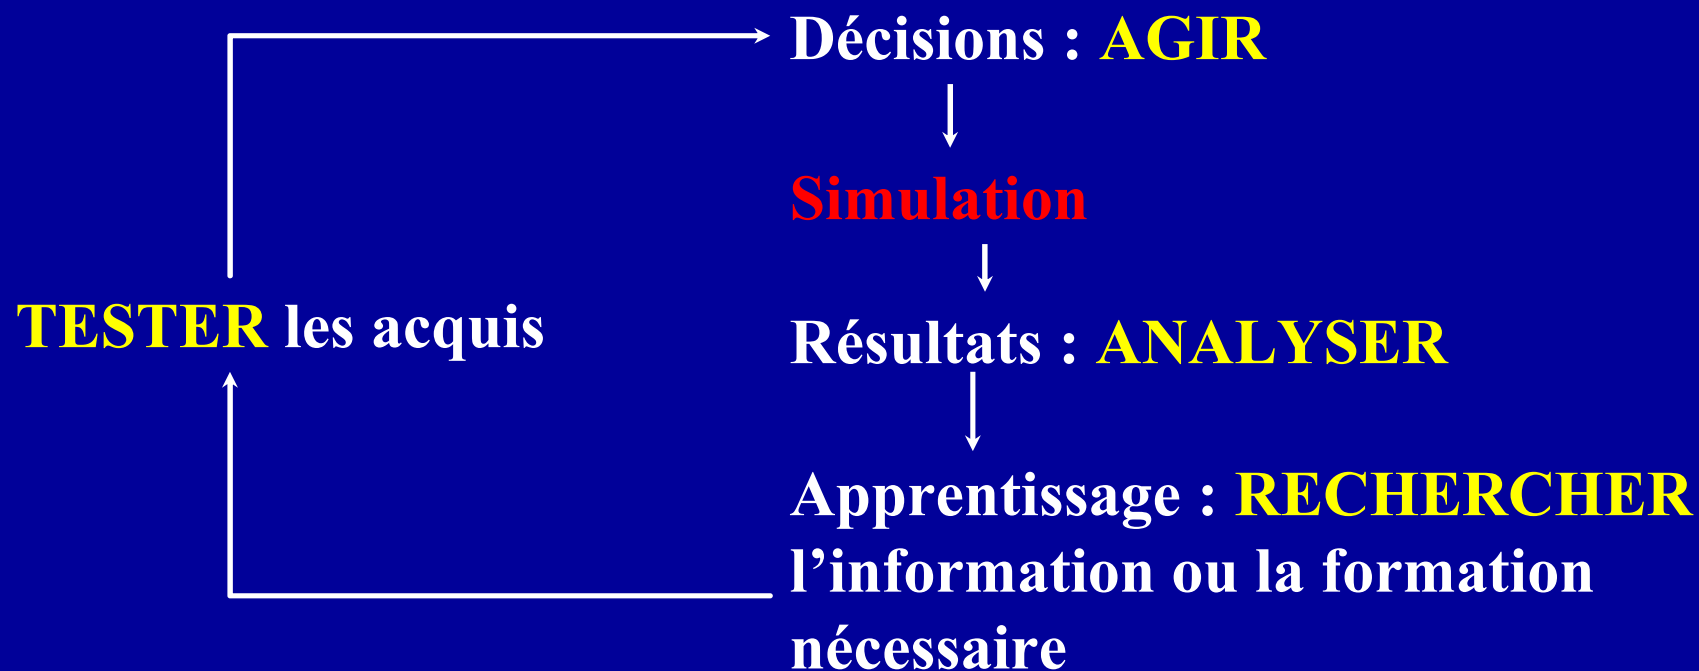 Décisions : AGIR
Simulation
TESTER les acquis
Résultats : ANALYSER
Apprentissage : RECHERCHER
l’information ou la formation
nécessaire